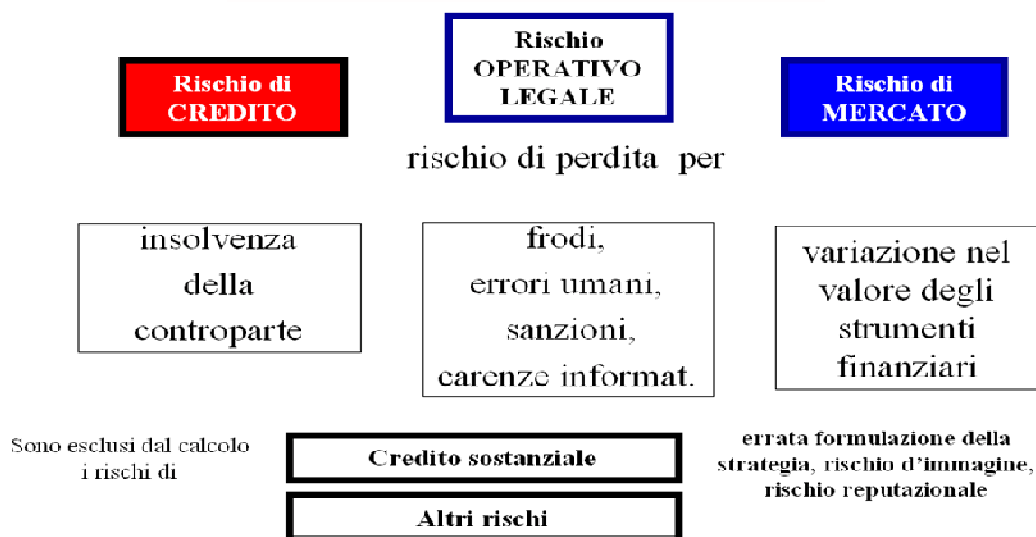 Rischio di
CREDITO
Rischio
OPERATIVO
LEGALE
Rischio di
MERCATO
rischio di perdita per
insolvenza
della
controparte
frodi,
errori umani,
sanzioni,
carenze informat.
variazione nel
valore degli
strumenti
finanziari
Sono esclusi dal calcolo
i rischi di
Credito sostanziale
Altri rischi
errata formulazione della
strategia, rischio d'immagine,
rischio reputazionale